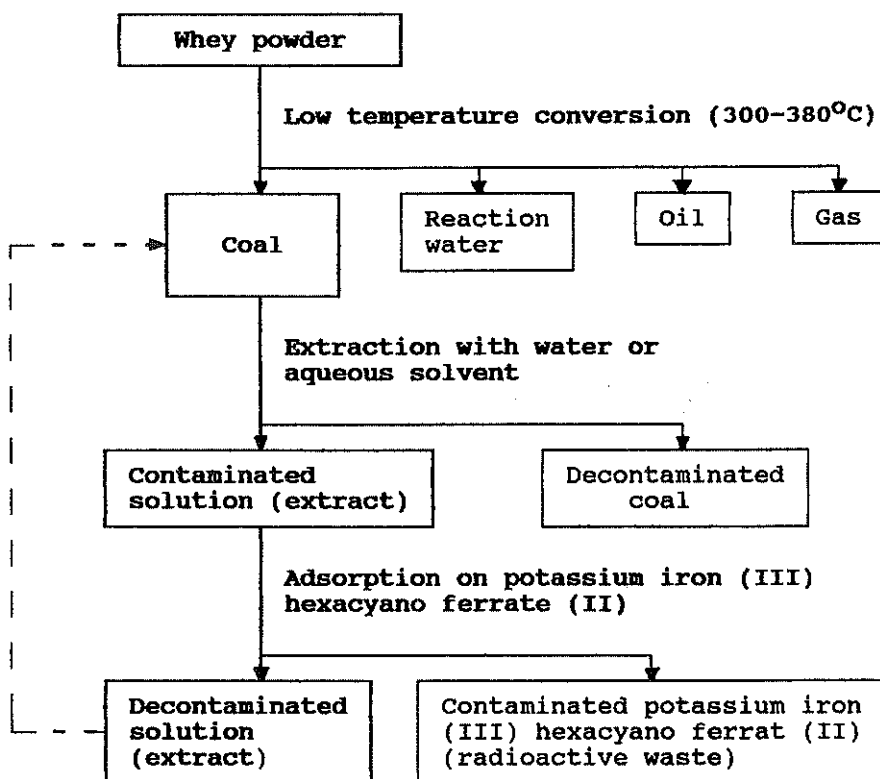 Whey powder
Low temperature conversion (300-380°C)
Coal
Reaction
water
Oil
Gas
Extraction with water or
aqueous solvent
Contaminated
solution (extract)
Decontaminated
coal
Adsorption on potassium iron (III)
hexacyano ferrate (II)
Decontaminated
solution
(extract)
Contaminated potassium iron
(III) hexacyano ferrat (II)
(radioactive waste)